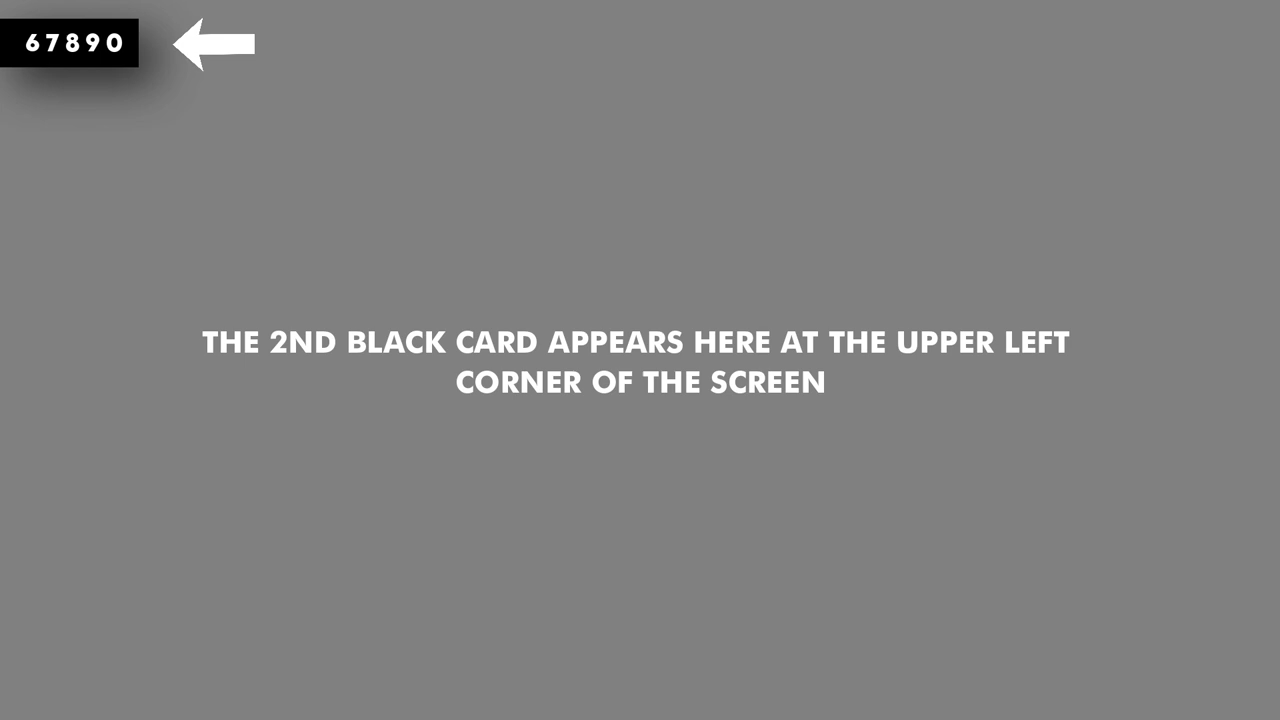 67890
THE 2ND BLACK CARD APPEARS HERE AT THE UPPER LEFT
CORNER OF THE SCREEN